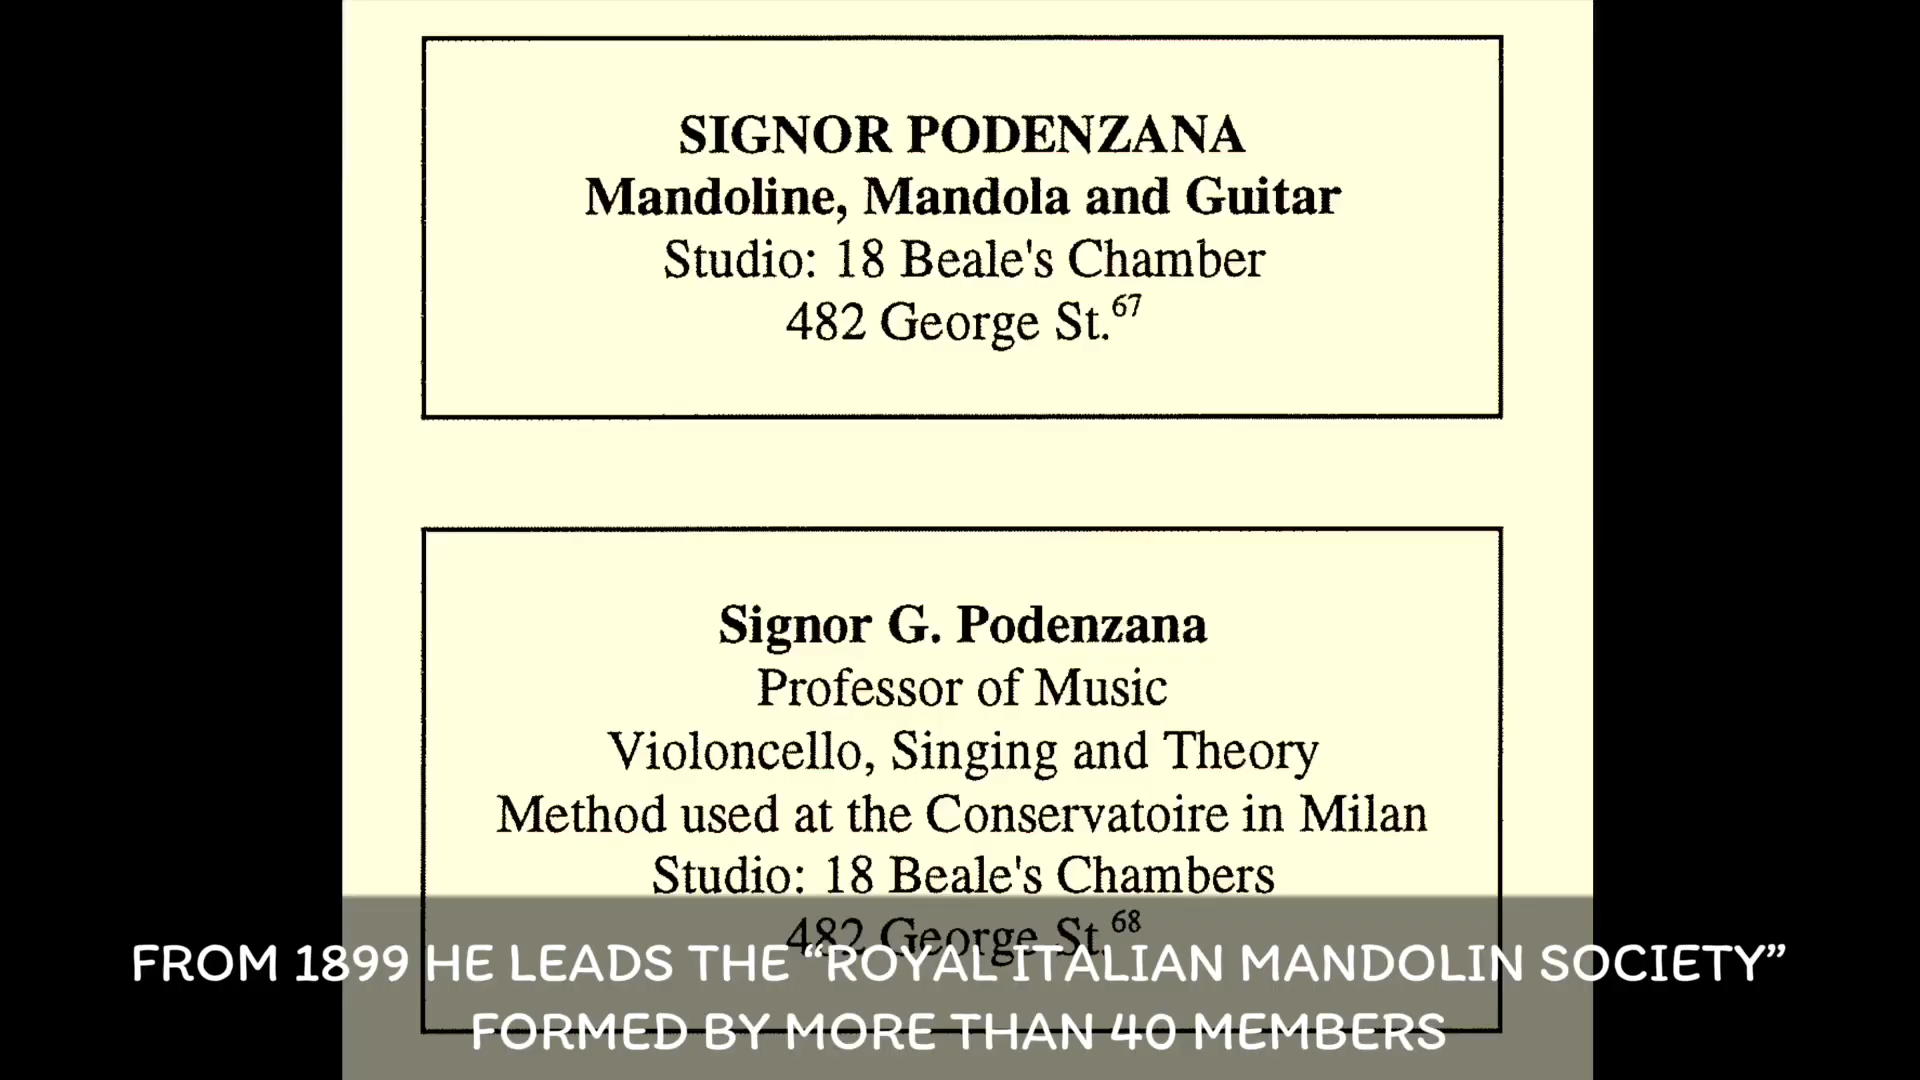 SIGNOR PODENZANA
Mandoline, Mandola and Guitar
Studio: 18 Beale's Chamber
482 George St.67
Signor G. Podenzana
Professor of Music
Violoncello, Singing and Theory
Method used at the Conservatoire in Milan
Studio: 18 Beale's Chambers
482 George St.68
FROM 1899 HE LEADS THE “ROYAL ITALIAN MANDOLIN SOCIETY”
FORMED BY MORE THAN 40 MEMBERS